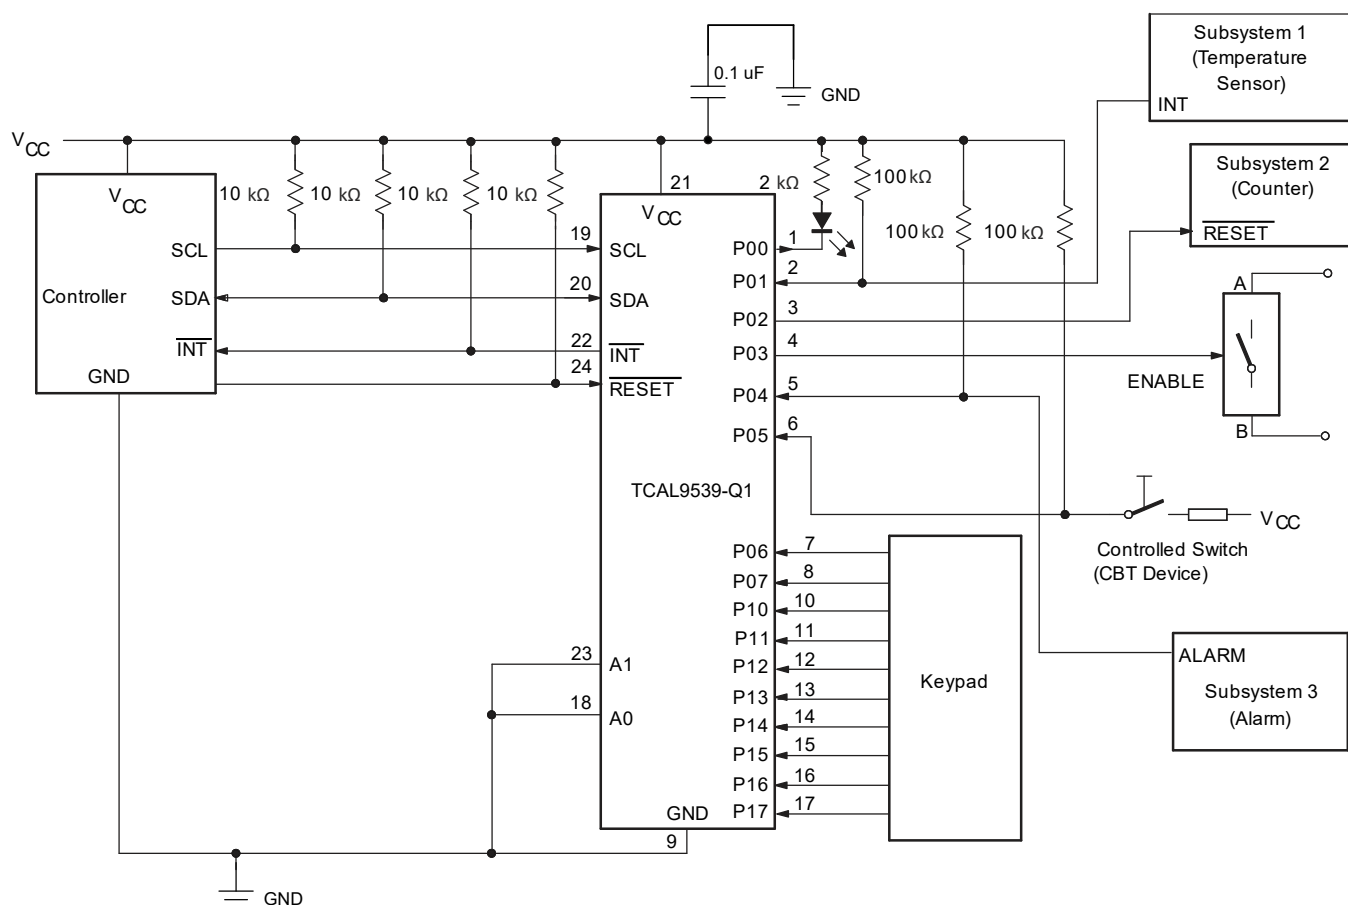 Subsystem 1
(Temperature
Sensor)
INT
0.1 uF
GND
VCC
Subsystem 2
(Counter)
RESET
10 kΩ
10 kΩ
10 kΩ
10 kΩ
2 kΩ
100 kΩ
100 kΩ
100 kΩ
Controller
VCC
SCL
SDA
INT
GND
19
20
22
24
21
VCC
SCL
SDA
INT
RESET
TCAL9539-Q1
23
A1
18
A0
GND
9
P00
1
P01
2
P02
3
P03
4
P04
5
P05
6
P06
7
P07
8
P10
10
P11
11
P12
12
P13
13
P14
14
P15
15
P16
16
P17
17
A
ENABLE
B
VCC
Controlled Switch
(CBT Device)
Keypad
ALARM
Subsystem 3
(Alarm)
GND